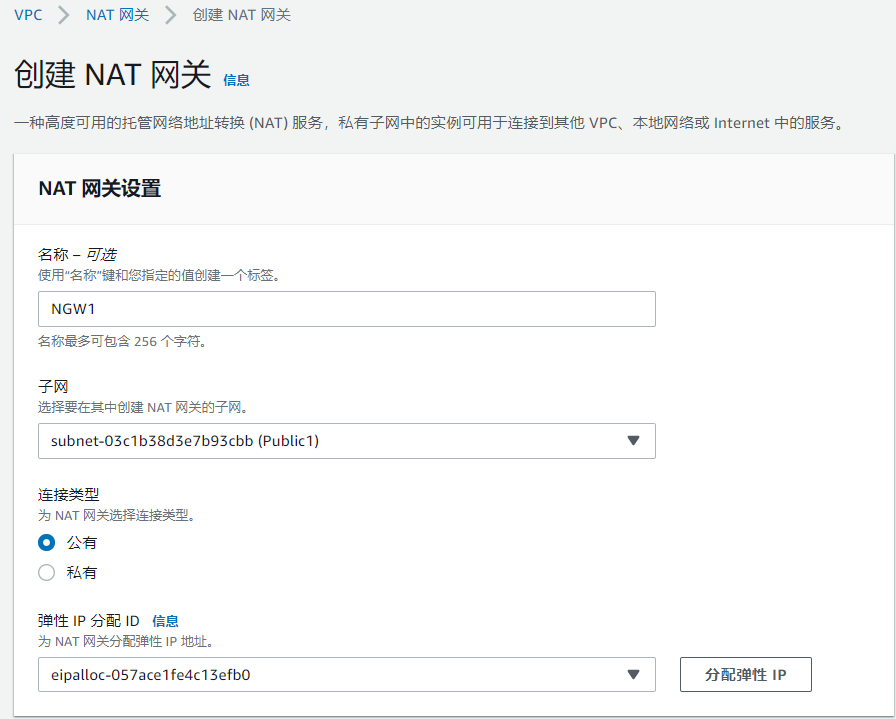 VPC > NAT 网关 > 创建 NAT 网关
创建 NAT 网关 信息
一种高度可用的托管网络地址转换 (NAT) 服务，私有子网中的实例可用于连接到其他 VPC、本地网络或 Internet 中的服务。
NAT 网关设置
名称 – 可选
使用“名称”键和您指定的值创建一个标签。
NGW1
名称最多可包含 256 个字符。
子网
选择要在其中创建 NAT 网关的子网。
subnet-03c1b38d3e7b93cbb (Public1)
连接类型
为 NAT 网关选择连接类型。
公有
私有
弹性 IP 分配 ID 信息
为 NAT 网关分配弹性 IP 地址。
eipalloc-057ace1fe4c13efb0 分配弹性 IP